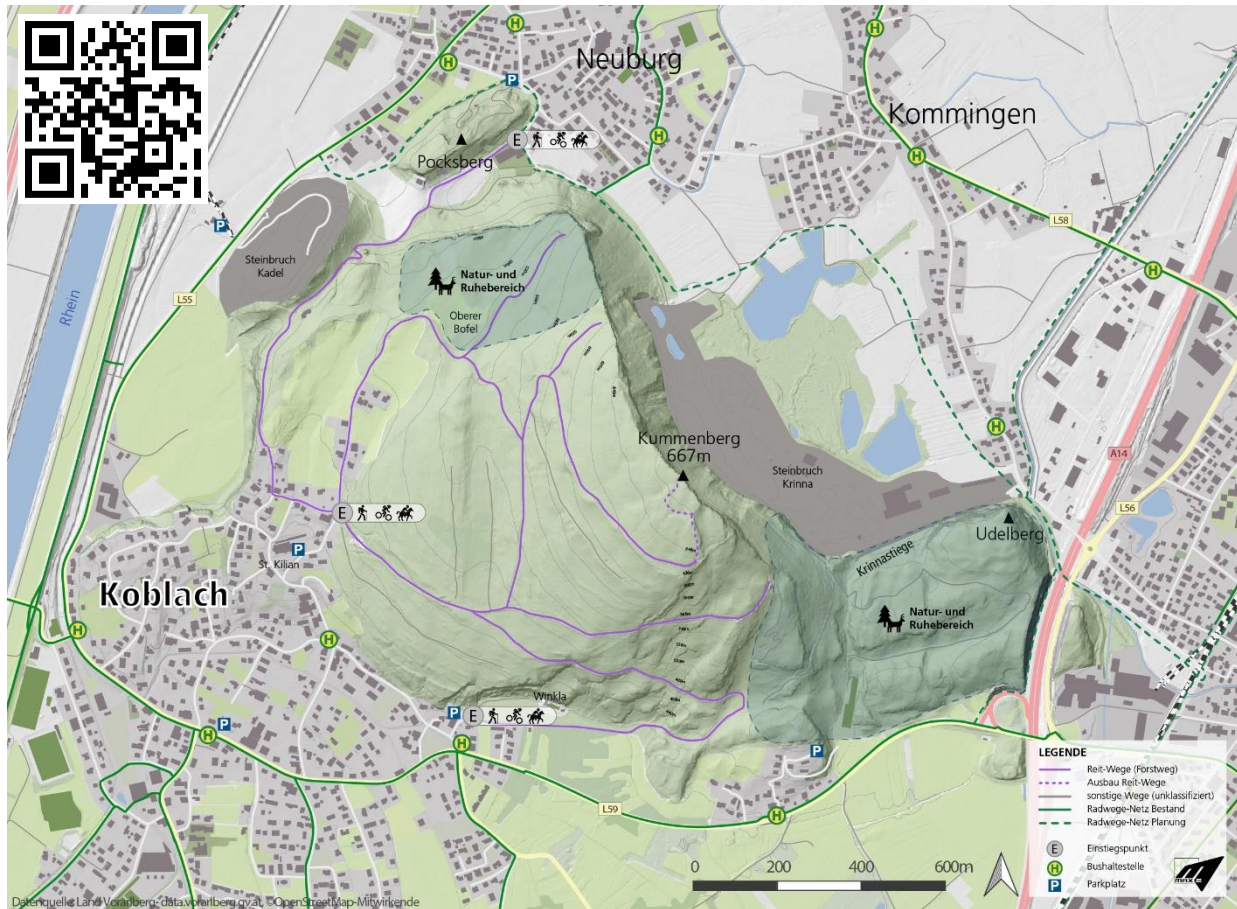 Neuburg
Kommingen
P
H
H
H
H
H
H
H
H
H
H
H
H
P
P
P
P
P
E
E
E
Pocksberg
L58
L55
Rhein
Steinbruch
Kadel
Natur- und
Ruhebereich
Oberer
Bofel
Kummenberg
667m
Steinbruch
Krinna
A14
L56
Udelberg
Krinnastiege
St. Kilian
Koblach
Natur- und
Ruhebereich
Winkla
L59
LEGENDE
Reit-Wege (Forstweg)
Ausbau Reit-Wege
sonstige Wege (unklassifiziert)
Radwege-Netz Bestand
Radwege-Netz Planung
E Einstiegspunkt
H Bushaltestelle
P Parkplatz
0 200 400 600m
Datenquelle Land Vorarlberg- data.vorarlberg.gv.at, ©OpenStreetMap-Mitwirkende